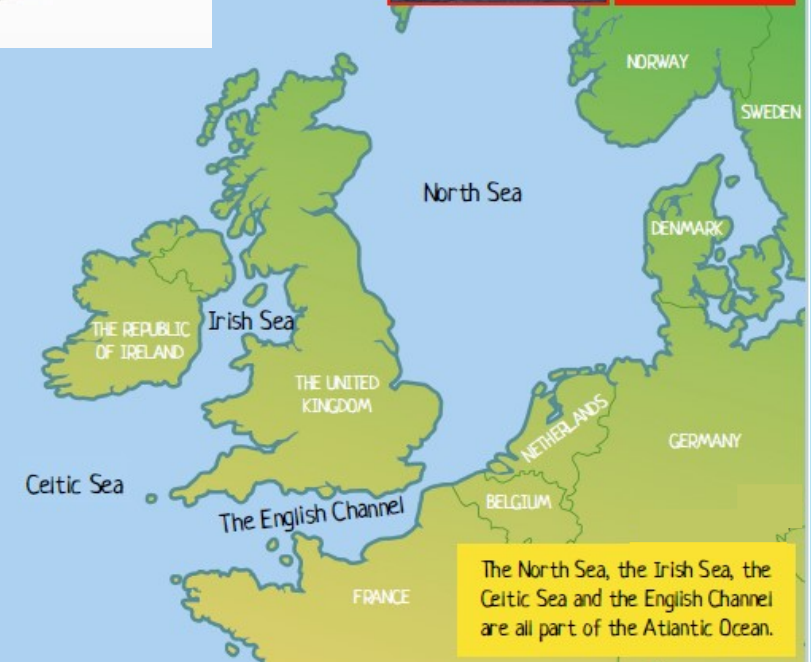 NORWAY
SWEDEN
North Sea
DENMARK
Irish Sea
THE REPUBLIC
OF IRELAND
THE UNITED
KINGDOM
NETHERLANDS
GERMANY
Celtic Sea
The English Channel
BELGIUM
FRANCE
The North Sea, the Irish Sea, the
Celtic Sea and the English Channel
are all part of the Atlantic Ocean.